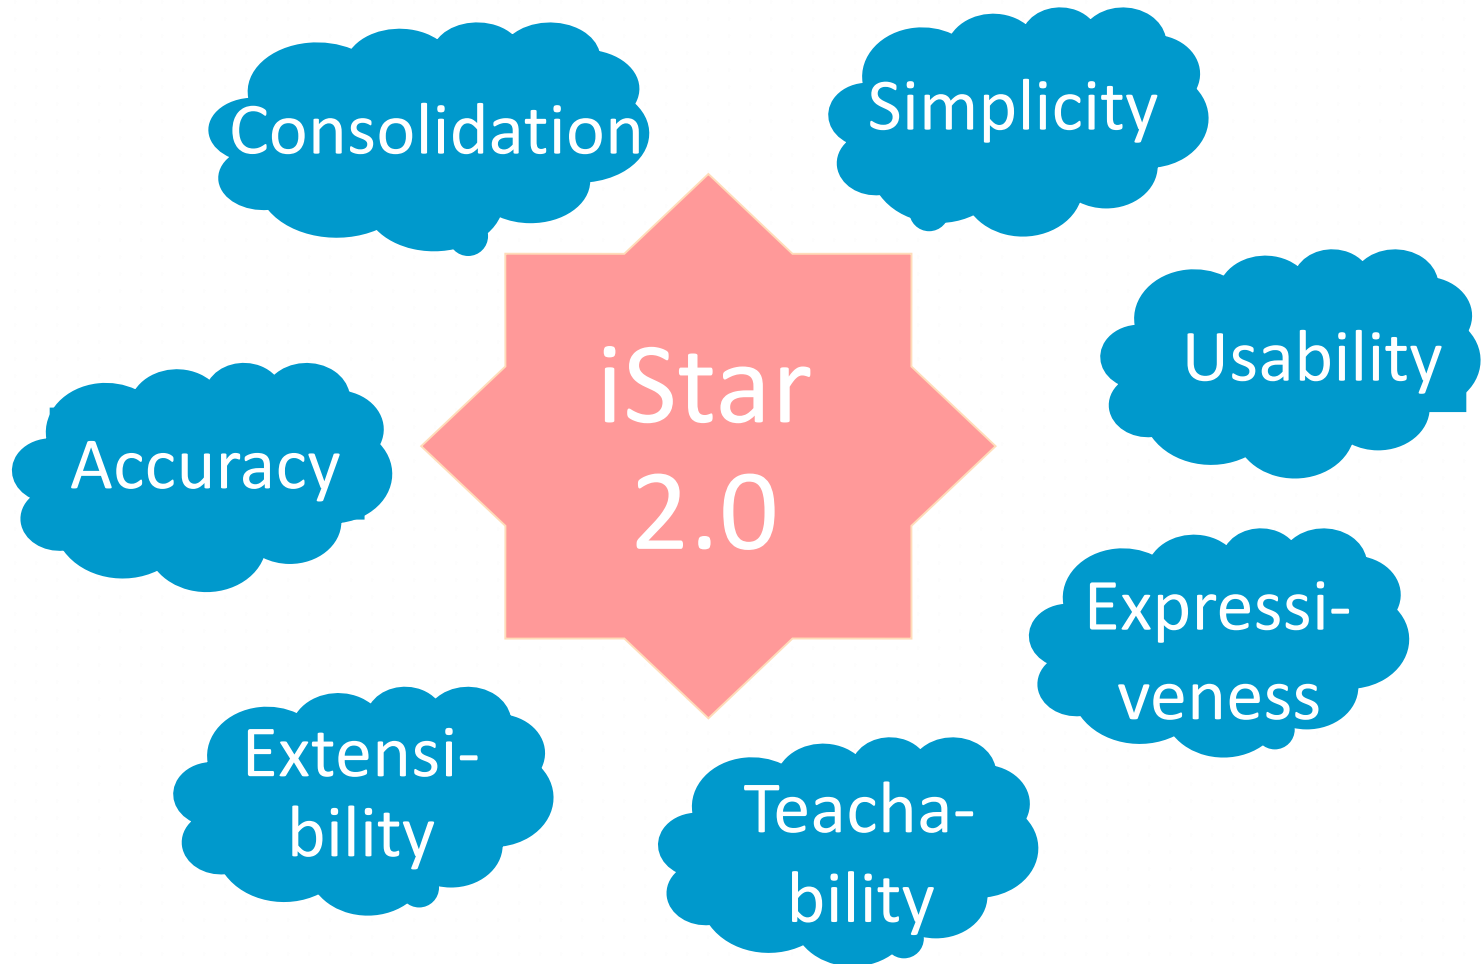 Consolidation
Simplicity
Usability
Accuracy
iStar
2.0
Expressi-
veness
Extensi-
bility
Teacha-
bility